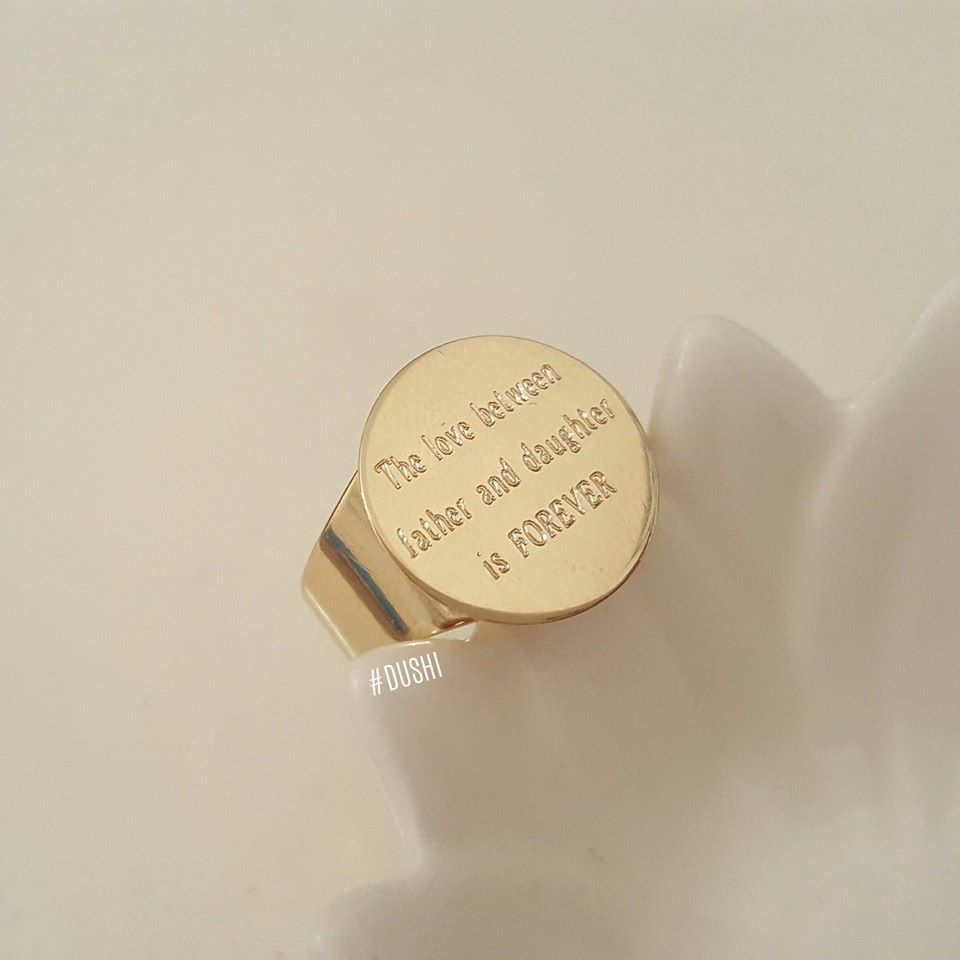 The love between
father and daughter
is FOREVER
#DUSHI